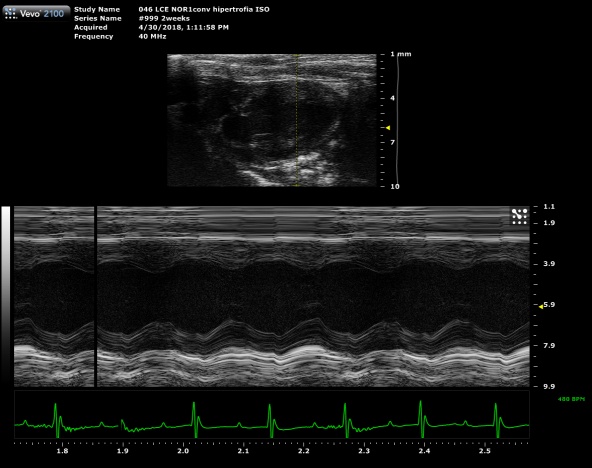 Vevo 2100
Study Name 046 LCE NOR1conv hipertrofia ISO
Series Name #999 2weeks
Acquired 4/30/2018, 1:11:58 PM
Frequency 40 MHz
1 mm
4
7
10
1.1
1.9
3.9
5.9
7.9
9.9
480 BPM
1.8 1.9 2.0 2.1 2.2 2.3 2.4 2.5